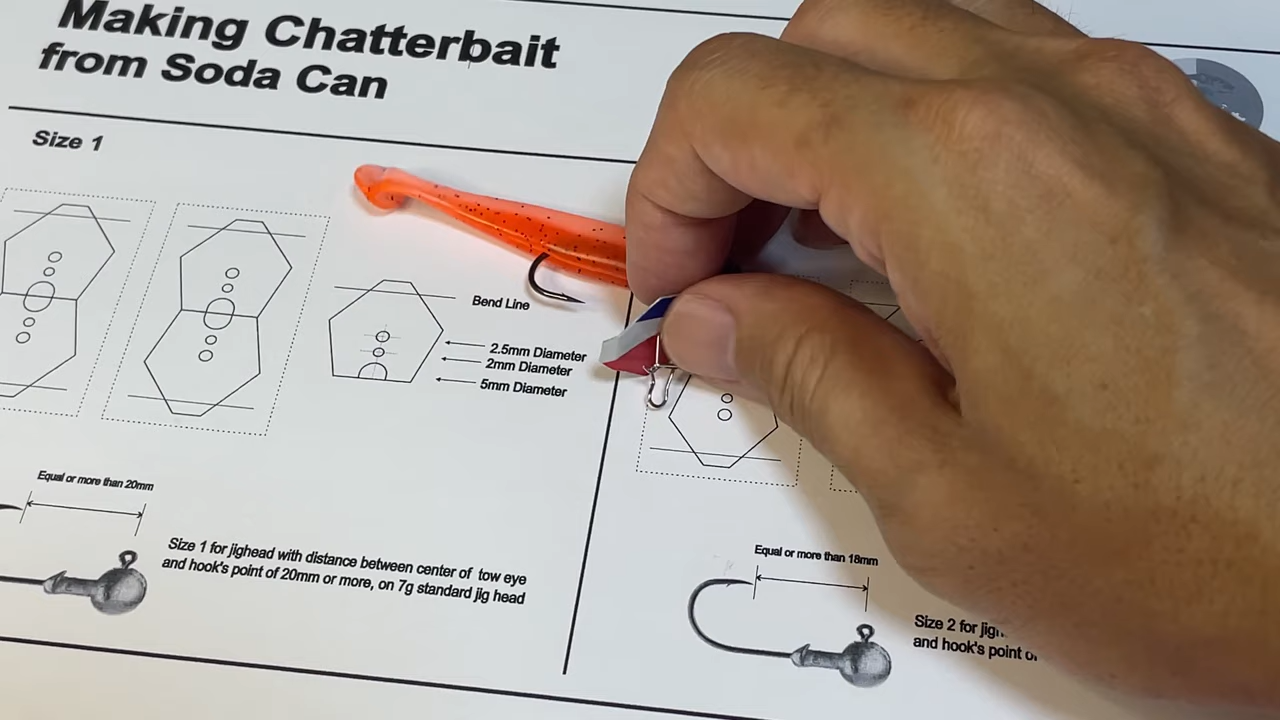 Making Chatterbait
from Soda Can
Size 1
Bend Line
2.5mm Diameter
2mm Diameter
5mm Diameter
Equal or more than 20mm
Size 1 for jighead with distance between center of tow eye
and hook's point of 20mm or more, on 7g standard jig head
Equal or more than 18mm
Size 2 for
and hook's point